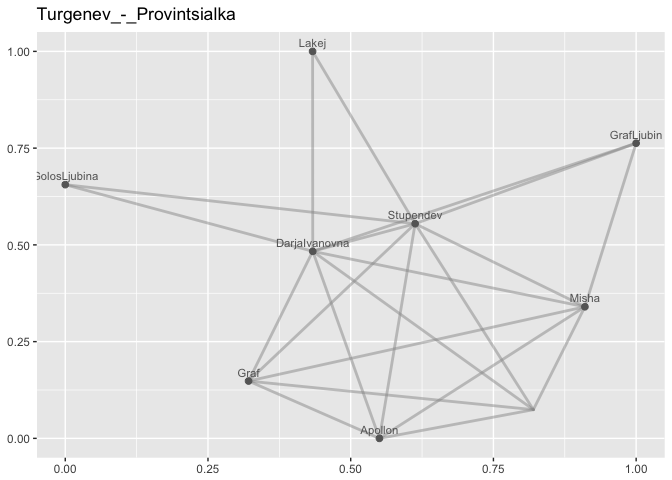 Turgenev_-_Provintsialka
Lakej
1.00
GrafLjubin
0.75
GolosLjubina
Stupendev
0.50
DarjaIvanovna
Misha
0.25
Graf
Apollon
0.00
0.00 0.25 0.50 0.75 1.00